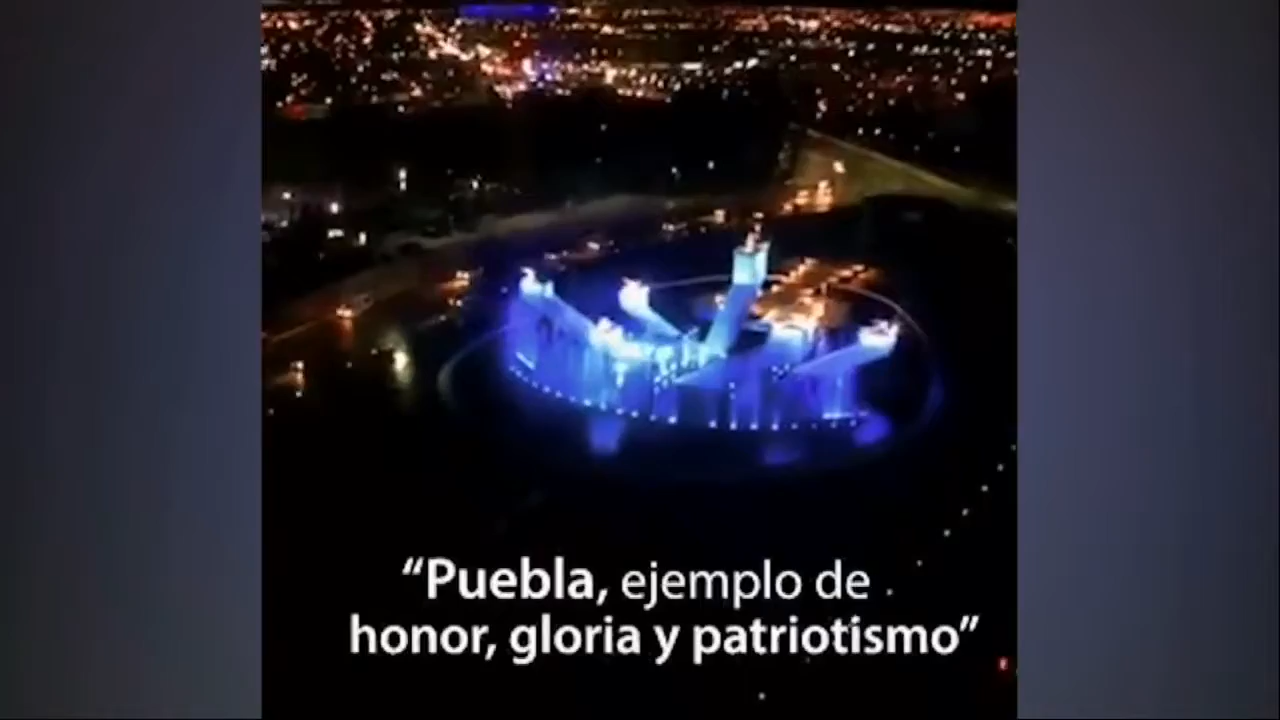 “Puebla, ejemplo de
honor, gloria y patriotismo”